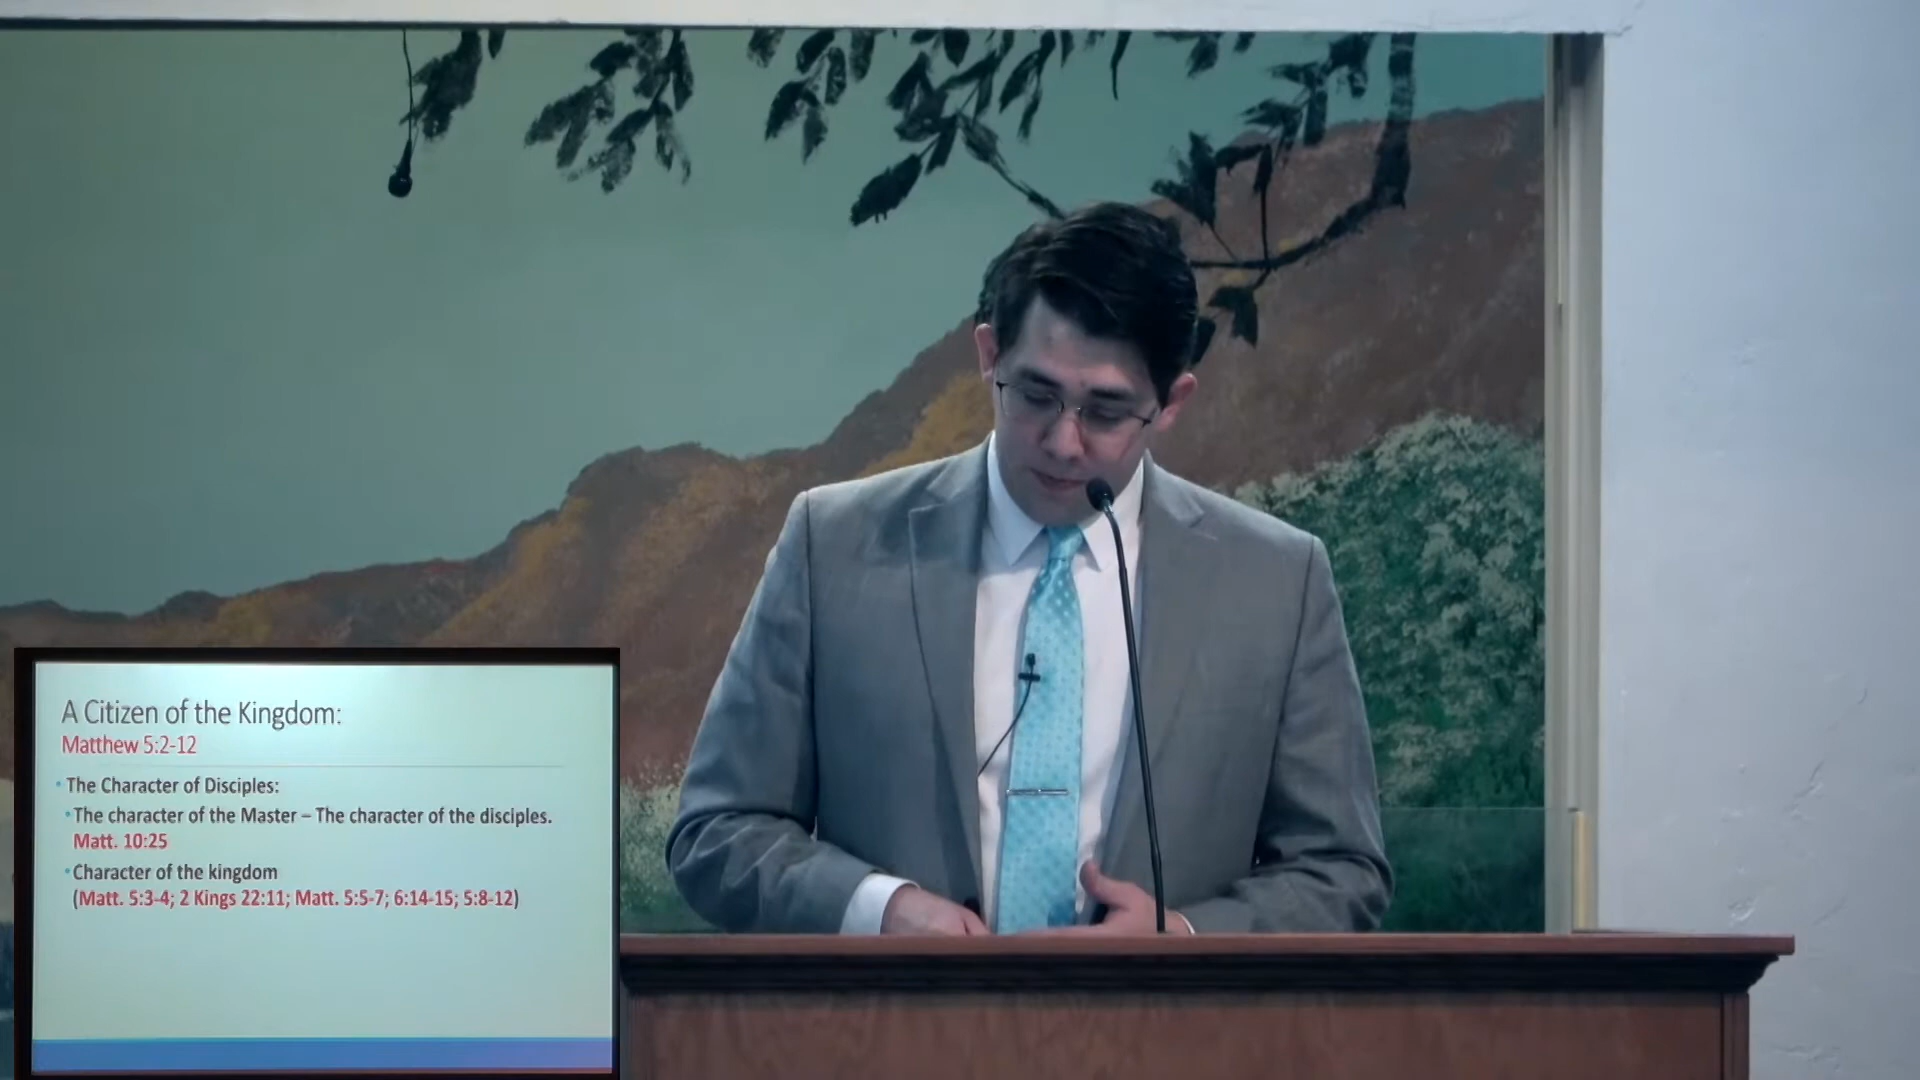 A Citizen of the Kingdom:
Matthew 5:2-12
• The Character of Disciples:
• The character of the Master – The character of the disciples.
Matt. 10:25
• Character of the kingdom
(Matt. 5:3-4; 2 Kings 22:11; Matt. 5:5-7; 6:14-15; 5:8-12)